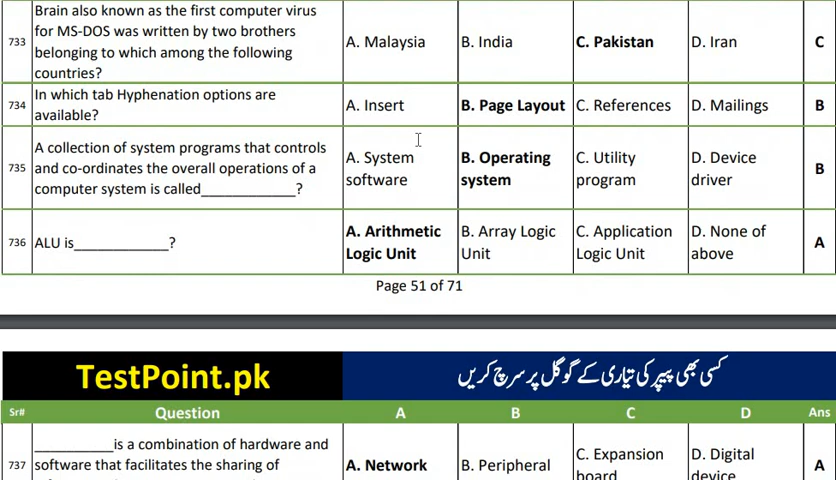 Brain also known as the first computer virus
for MS-DOS was written by two brothers
belonging to which among the following
countries?
733
A. Malaysia
B. India
C. Pakistan
D. Iran
C
In which tab Hyphenation options are
available?
734
A. Insert
B. Page Layout
C. References
D. Mailings
B
A collection of system programs that controls
and co-ordinates the overall operations of a
computer system is called____________?
735
A. System
software
B. Operating
system
C. Utility
program
D. Device
driver
B
736
ALU is____________?
A. Arithmetic
Logic Unit
B. Array Logic
Unit
C. Application
Logic Unit
D. None of
above
A
Page 51 of 71
TestPoint.pk
کسی بھی پیپر کی تیاری کے گوگل پر سرچ کریں
Sr#
Question
A
B
C
D
Ans
__________is a combination of hardware and
software that facilitates the sharing of
737
A. Network
B. Peripheral
C. Expansion
board
D. Digital
device
A